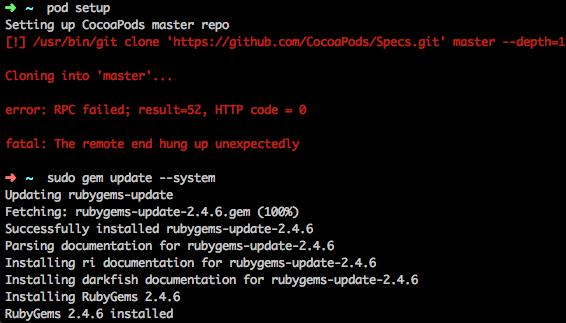 ➜ ~ pod setup
Setting up CocoaPods master repo
[!] /usr/bin/git clone 'https://github.com/CocoaPods/Specs.git' master --depth=1
Cloning into 'master'...
error: RPC failed; result=52, HTTP code = 0
fatal: The remote end hung up unexpectedly
➜ ~ sudo gem update --system
Updating rubygems-update
Fetching: rubygems-update-2.4.6.gem (100%)
Successfully installed rubygems-update-2.4.6
Parsing documentation for rubygems-update-2.4.6
Installing ri documentation for rubygems-update-2.4.6
Installing darkfish documentation for rubygems-update-2.4.6
Installing RubyGems 2.4.6
RubyGems 2.4.6 installed